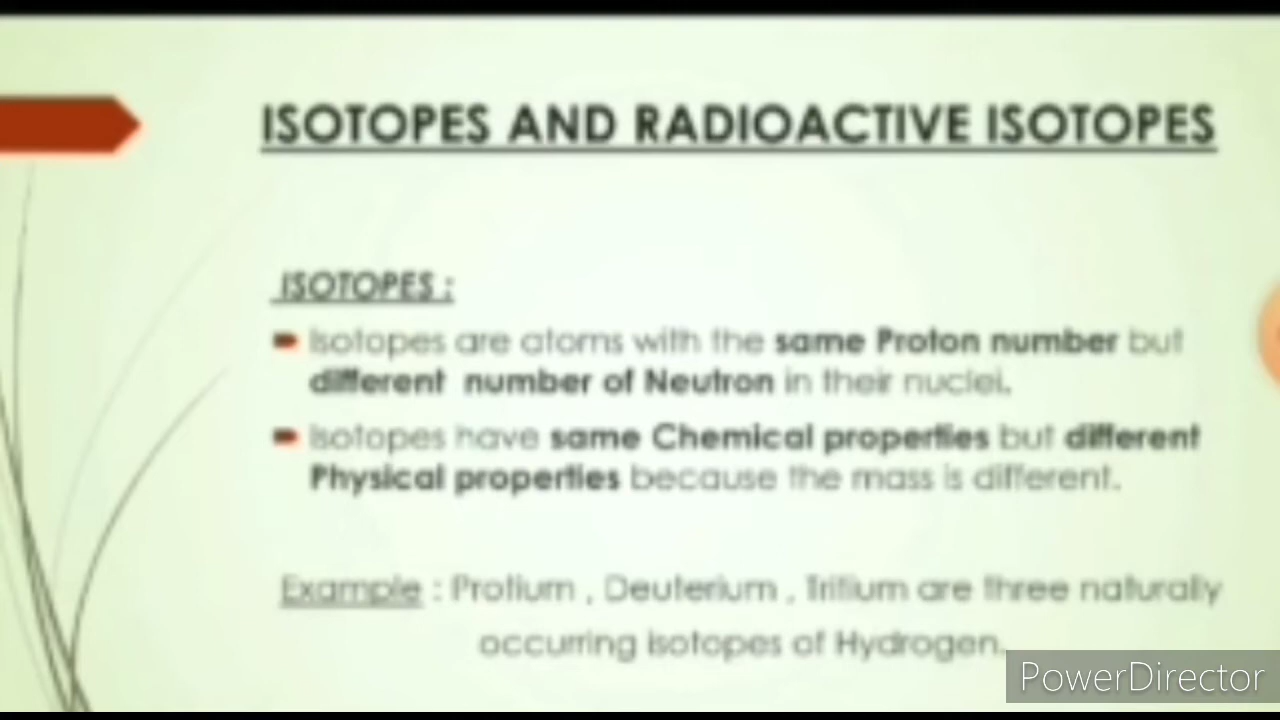 ISOTOPES AND RADIOACTIVE ISOTOPES
ISOTOPES :
Isotopes are atoms with the same Proton number but
different number of Neutron in their nuclei.
Isotopes have same Chemical properties but different
Physical properties because the mass is different.
Example : Protium , Deuterium , Tritium are three naturally
occurring isotopes of Hydrogen.
PowerDirector